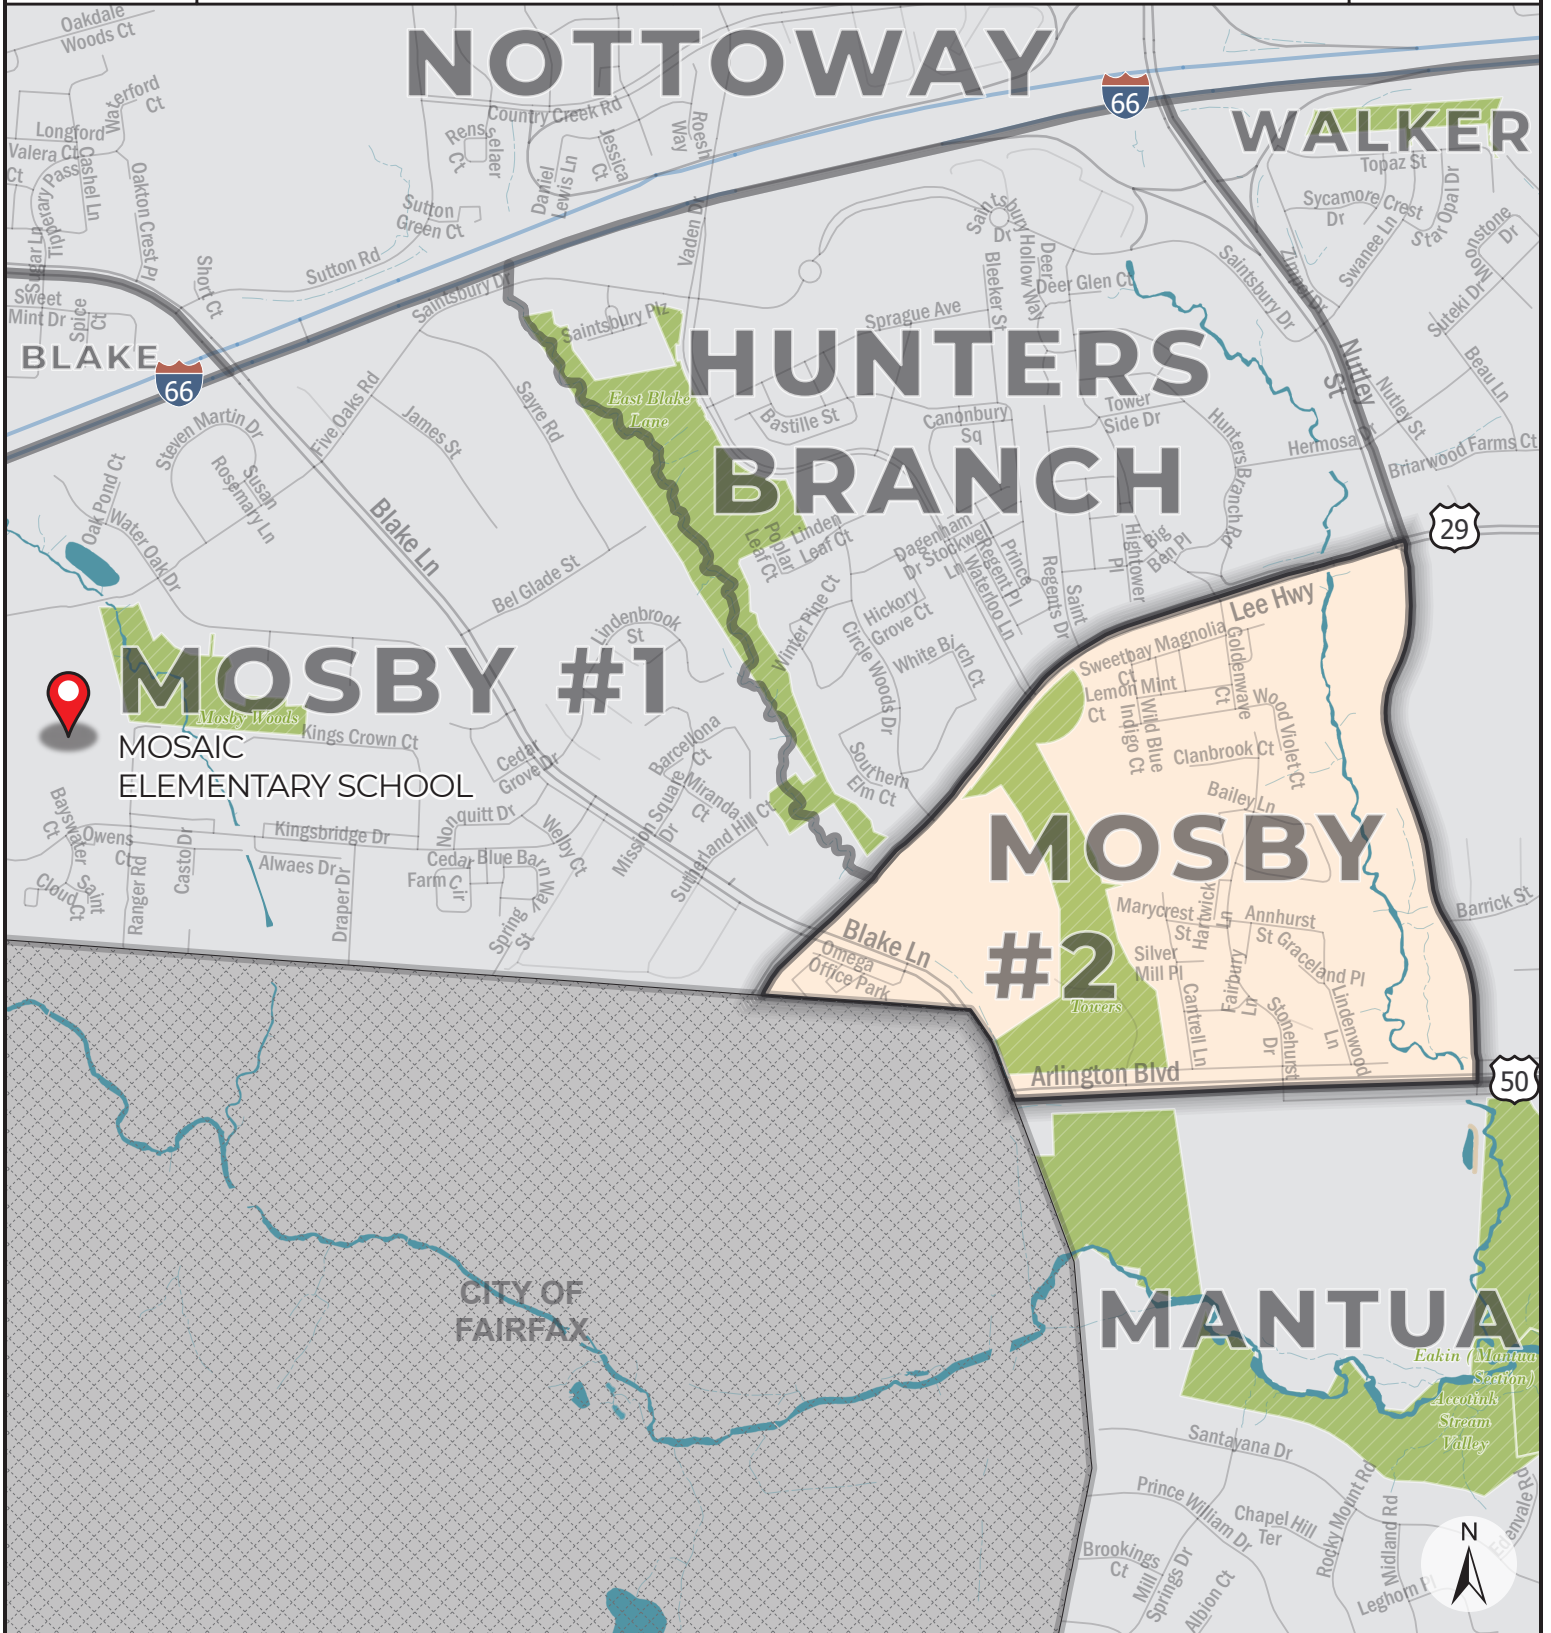 Oakdale
Woods Ct
NOTTOWAY
Waterford
Ct
Country Creek Rd
66
WALKER
Longford
Valera Ct
Ct
Tipperary Pass
Cashel Ln
Oakton Crest Pl
Rensselaer
Ct
Daniel
Lewis Ln
Jessica
Ct
Roesh
Way
Topaz St
Sycamore Crest
Dr
Star Opal Dr
Swanee Ln
Moonstone
Dr
Suteki Dr
Sutton
Green Ct
Vaden Dr
Saintsbury
Dr
Hollow Way
Deer
Deer Glen Ct
Bleeker St
Saintsbury Dr
Zimpel Dr
Sugar Ln
Sweet
Mint Dr
Spice
Ct
Short Ct
Sutton Rd
Saintsbury Dr
Saintsbury Plz
Sprague Ave
BLAKE
66
HUNTERS
BRANCH
Nutley
St
Nutley St
Beau Ln
Steven Martin Dr
Five Oaks Rd
James St
Sayre Rd
East Blake
Lane
Bastille St
Canonbury
Sq
Tower
Side Dr
Hunters Branch Rd
Hermosa Dr
Briarwood Farms Ct
Susan
Rosemary Ln
Oak Pond Ct
Water Oak Dr
Blake Ln
Bel Glade St
Poplar
Leaf Ct
Linden
Leaf Ct
Dagenham
Dr
Stockwell
Ln
Regent Pl
Prince
Waterloo Ln
Regents Dr
Saint
Hightower
Pl
Big
Ben Pl
29
Lindenbrook
St
Winter Pine Ct
Hickory
Grove Ct
Circle Woods Dr
White Birch Ct
Lee Hwy
MOSBY #1
Mosby Woods
MOSAIC
ELEMENTARY SCHOOL
Kings Crown Ct
Cedar
Grove Dr
Barcellona
Ct
Miranda
Ct
Mission Square
Dr
Sutherland Hill Ct
Southern
Elm Ct
Sweetbay Magnolia
Ct
Lemon Mint
Ct
Indigo Ct
Wild Blue
Goldenwave
Ct
Wood Violet Ct
Clanbrook Ct
Bailey Ln
MOSBY
#2
Bayswater
Ct
Owens
Ct
Cloud Ct
Saint
Ranger Rd
Casto Dr
Kingsbridge Dr
Alwaes Dr
Draper Dr
Nonquitt Dr
Cedar
Farm Cir
Blue Barn Way
Welby Ct
Spring
St
Blake Ln
Omega
Office Park
Marycrest
St
Hartwick
Ln
Annhurst
St
Graceland Pl
Silver
Mill Pl
Fairbury
Ln
Cantrell Ln
Stonehurst
Dr
Lindenwood
Ln
Barrick St
Towers
Arlington Blvd
50
CITY OF
FAIRFAX
MANTUA
Eakin (Mantua
Section)
Accotink
Stream
Valley
Santayana Dr
Prince William Dr
Chapel Hill
Ter
Rocky Mount Rd
Midland Rd
Edenvale Rd
Brookings
Ct
Mill
Springs Dr
Albion Ct
Leghorn Pl
N